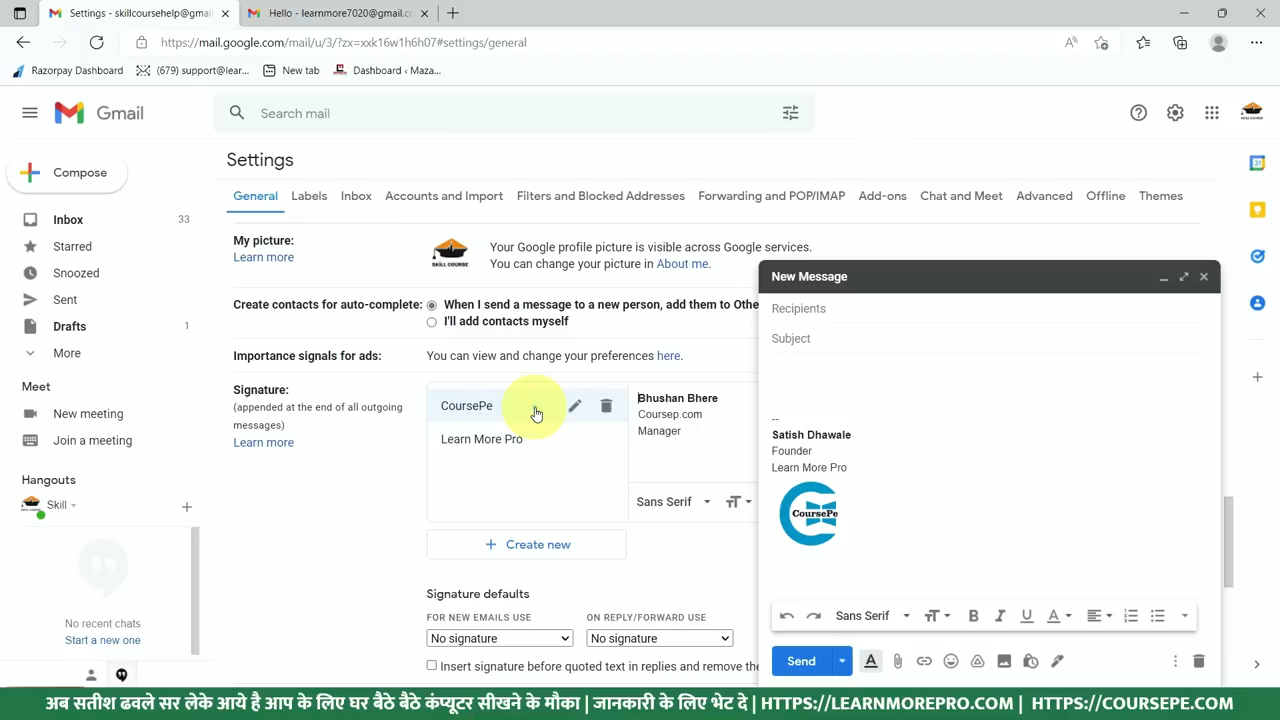 Settings - skillcoursehelp@gmai
Hello - learnmore7020@gmail.c
https://mail.google.com/mail/u/3/?zx=xxk16w1h6h07#settings/general
Razorpay Dashboard
(679) support@lear...
New tab
Dashboard ‹ Maza...
Gmail
Search mail
Compose
Inbox 33
Starred
Snoozed
Sent
Drafts 1
More
Meet
New meeting
Join a meeting
Hangouts
Skill
No recent chats
Start a new one
Settings
General Labels Inbox Accounts and Import Filters and Blocked Addresses Forwarding and POP/IMAP Add-ons Chat and Meet Advanced Offline Themes
My picture:
Learn more
SKILL COURSE
Your Google profile picture is visible across Google services.
You can change your picture in About me.
Create contacts for auto-complete:
When I send a message to a new person, add them to Othe
I'll add contacts myself
Importance signals for ads:
You can view and change your preferences here.
Signature:
(appended at the end of all outgoing
messages)
Learn more
CoursePe
Learn More Pro
Bhushan Bhere
Coursep.com
Manager
Sans Serif
Create new
Signature defaults
FOR NEW EMAILS USE ON REPLY/FORWARD USE
No signature No signature
Insert signature before quoted text in replies and remove the
New Message
Recipients
Subject
--
Satish Dhawale
Founder
Learn More Pro
CoursePe
Sans Serif
Send
अब सतीश ढवले सर लेके आये है आप के लिए घर बैठे बैठे कंप्यूटर सीखने के मौका | जानकारी के लिए भेट दे | HTTPS://LEARNMOREPRO.COM | HTTPS://COURSEPE.COM